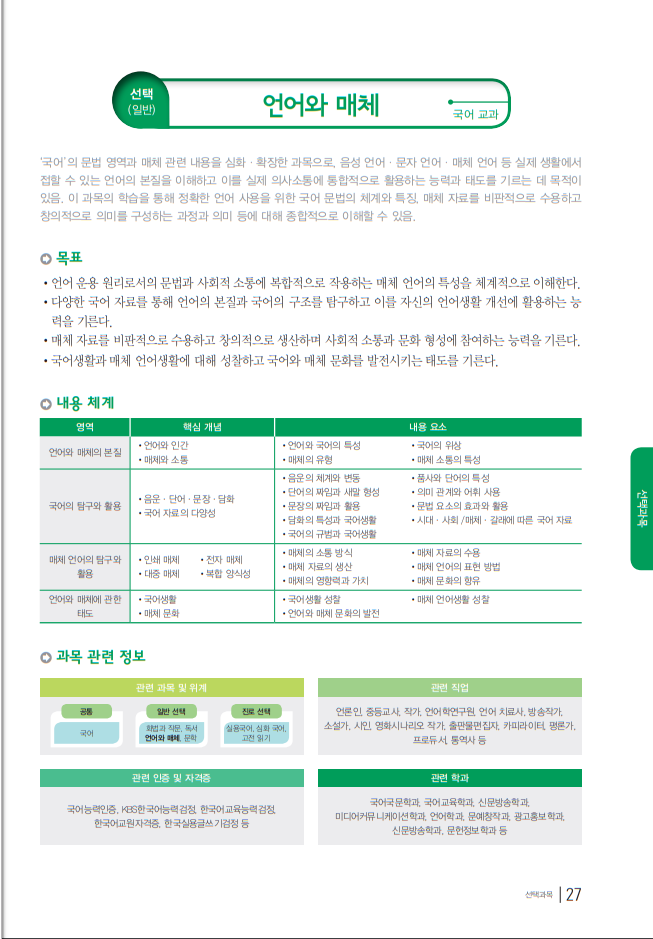 선택
(일반)
언어와 매체
국어 교과
'국어'의 문법 영역과 매체 관련 내용을 심화 · 확장한 과목으로, 음성 언어 · 문자 언어 · 매체 언어 등 실제 생활에서
접할 수 있는 언어의 본질을 이해하고 이를 실제 의사소통에 통합적으로 활용하는 능력과 태도를 기르는 데 목적이
있음. 이 과목의 학습을 통해 정확한 언어 사용을 위한 국어 문법의 체계와 특징, 매체 자료를 비판적으로 수용하고
창의적으로 의미를 구성하는 과정과 의미 등에 대해 종합적으로 이해할 수 있음.
목표
• 언어 운용 원리로서의 문법과 사회적 소통에 복합적으로 작용하는 매체 언어의 특성을 체계적으로 이해한다.
• 다양한 국어 자료를 통해 언어의 본질과 국어의 구조를 탐구하고 이를 자신의 언어생활 개선에 활용하는 능
력을 기른다.
• 매체 자료를 비판적으로 수용하고 창의적으로 생산하며 사회적 소통과 문화 형성에 참여하는 능력을 기른다.
• 국어생활과 매체 언어생활에 대해 성찰하고 국어와 매체 문화를 발전시키는 태도를 기른다.
내용 체계
영역 핵심 개념 내용 요소
언어와 매체의 본질
• 언어와 인간
• 매체와 소통
• 언어와 국어의 특성 • 국어의 위상
• 매체의 유형 • 매체 소통의 특성
국어의 탐구와 활용
• 음운 · 단어 · 문장 · 담화
• 국어 자료의 다양성
• 음운의 체계와 변동 • 품사와 단어의 특성
• 단어의 짜임과 새말 형성 • 의미 관계와 어휘 사용
• 문장의 짜임과 활용 • 문법 요소의 효과와 활용
• 담화의 특성과 국어생활 • 시대 · 사회 /매체 · 갈래에 따른 국어 자료
• 국어의 규범과 국어생활
매체 언어의 탐구와
활용
• 인쇄 매체 • 전자 매체
• 대중 매체 • 복합 양식성
• 매체의 소통 방식 • 매체 자료의 수용
• 매체 자료의 생산 • 매체 언어의 표현 방법
• 매체의 영향력과 가치 • 매체 문화의 향유
언어와 매체에 관한
태도
• 국어생활
• 매체 문화
• 국어생활 성찰 • 매체 언어생활 성찰
• 언어와 매체 문화의 발전
선택과목
과목 관련 정보
관련 과목 및 위계
공통 일반 선택 진로 선택
국어
화법과 작문, 독서
언어와 매체, 문학
실용국어, 심화 국어,
고전 읽기
관련 직업
언론인, 중등교사, 작가, 언어학연구원, 언어 치료사, 방송작가,
소설가, 시인, 영화시나리오 작가, 출판물편집자, 카피라이터, 평론가,
프로듀서, 통역사 등
관련 인증 및 자격증
국어능력인증, KBS한국어능력검정, 한국어교육능력검정,
한국어교원자격증, 한국실용글쓰기검정 등
관련 학과
국어국문학과, 국어교육학과, 신문방송학과,
미디어커뮤니케이션학과, 언어학과, 문예창작과, 광고홍보학과,
신문방송학과, 문헌정보학과 등
선택과목 27